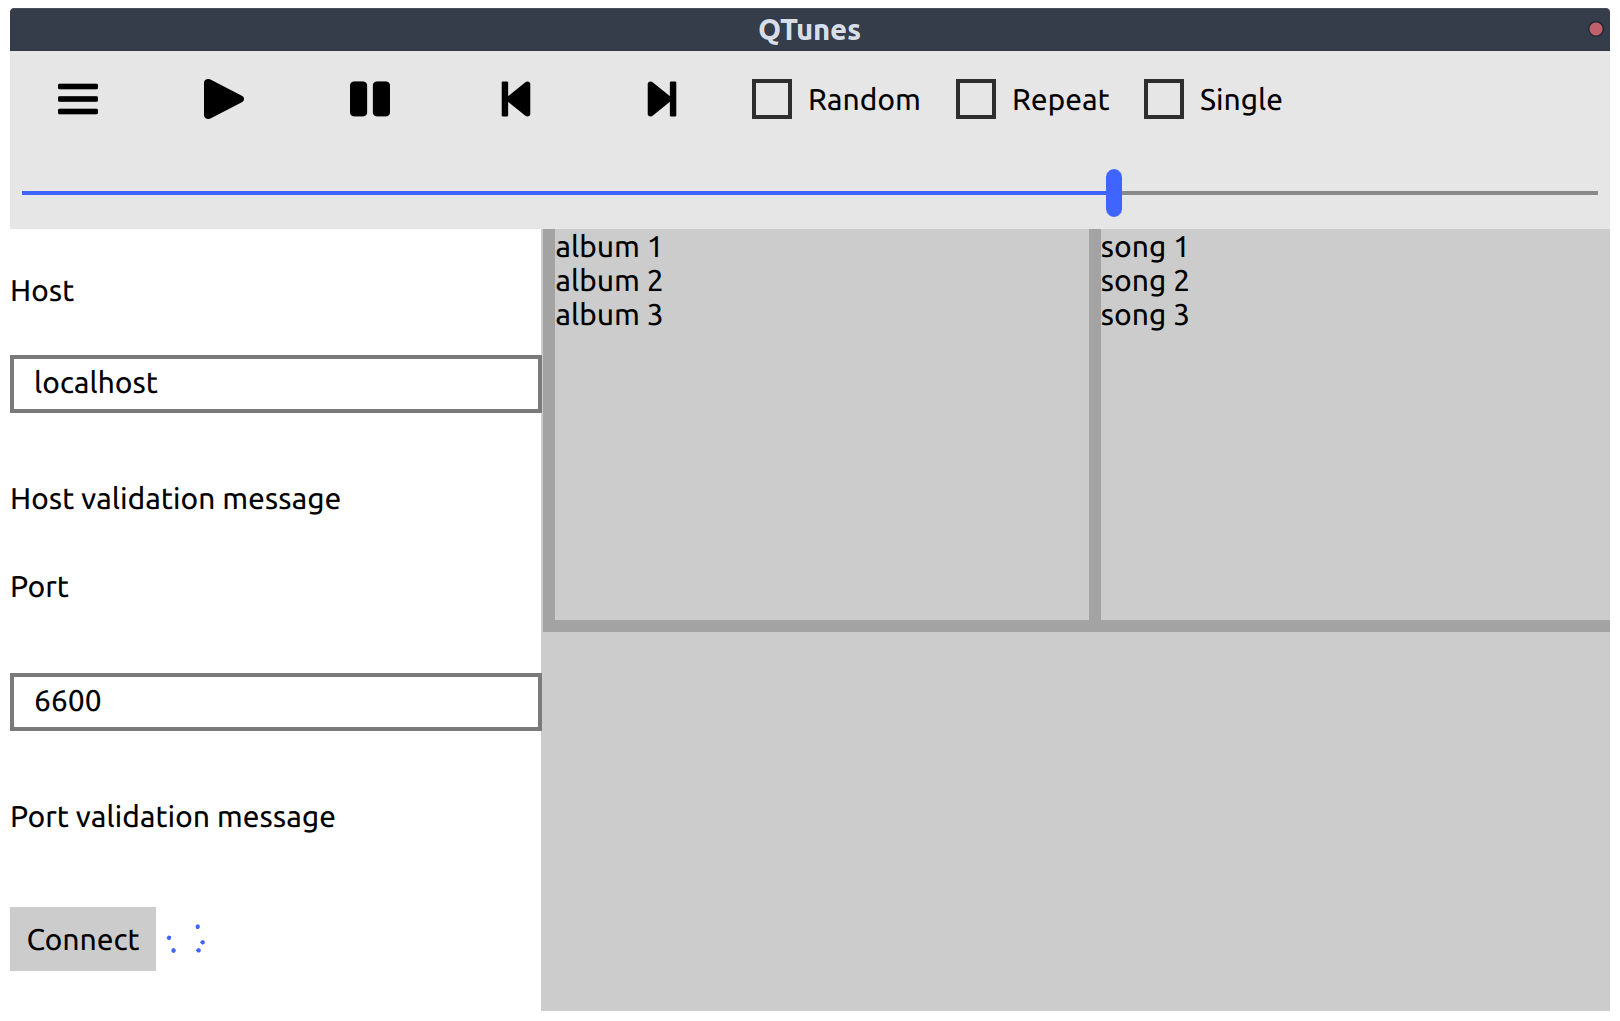 QTunes
Random Repeat Single
Host
localhost
Host validation message
Port
6600
Port validation message
Connect
album 1
album 2
album 3
song 1
song 2
song 3